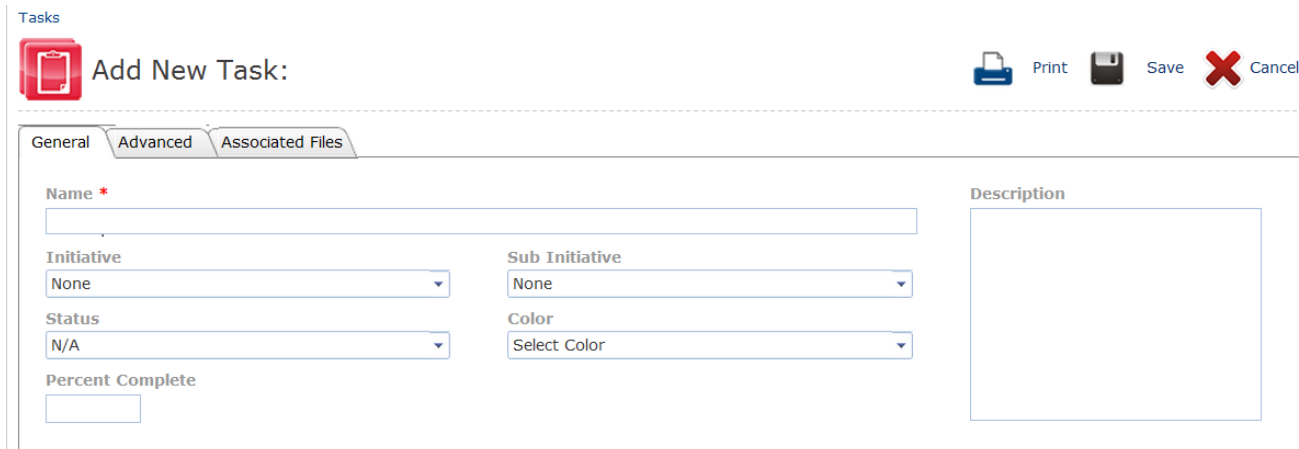 Tasks
Add New Task:
Print Save Cancel
General Advanced Associated Files
Name * Description
Initiative Sub Initiative
None None
Status Color
N/A Select Color
Percent Complete